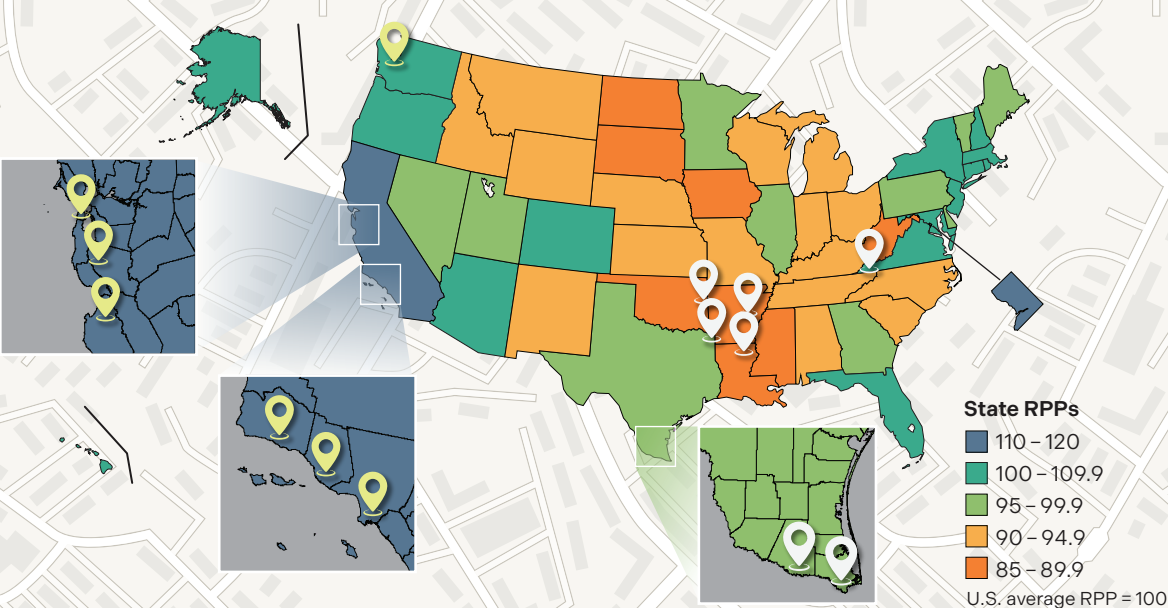 State RPPs
110 – 120
100 – 109.9
95 – 99.9
90 – 94.9
85 – 89.9
U.S. average RPP = 100